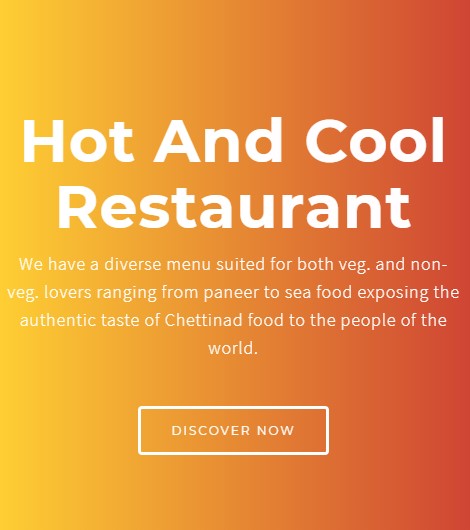 Hot And Cool
Restaurant
We have a diverse menu suited for both veg. and non-
veg. lovers ranging from paneer to sea food exposing the
authentic taste of Chettinad food to the people of the
world.
DISCOVER NOW